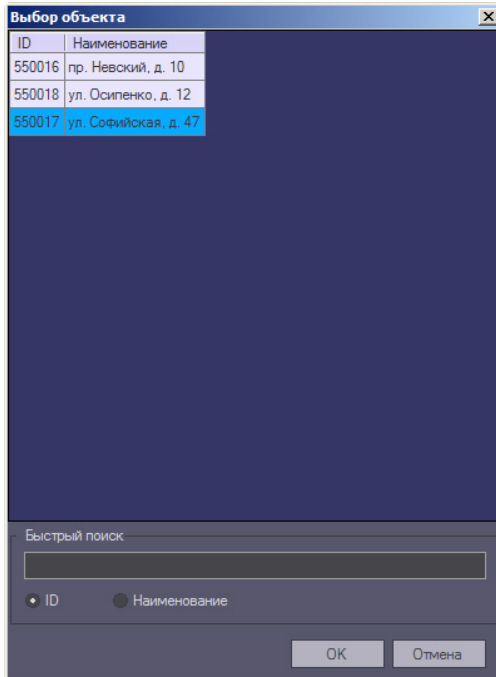 Выбор объекта
ID Наименование
550016 пр. Невский, д. 10
550018 ул. Осипенко, д. 12
550017 ул. Софийская, д. 47
Быстрый поиск
ID Наименование
OK Отмена